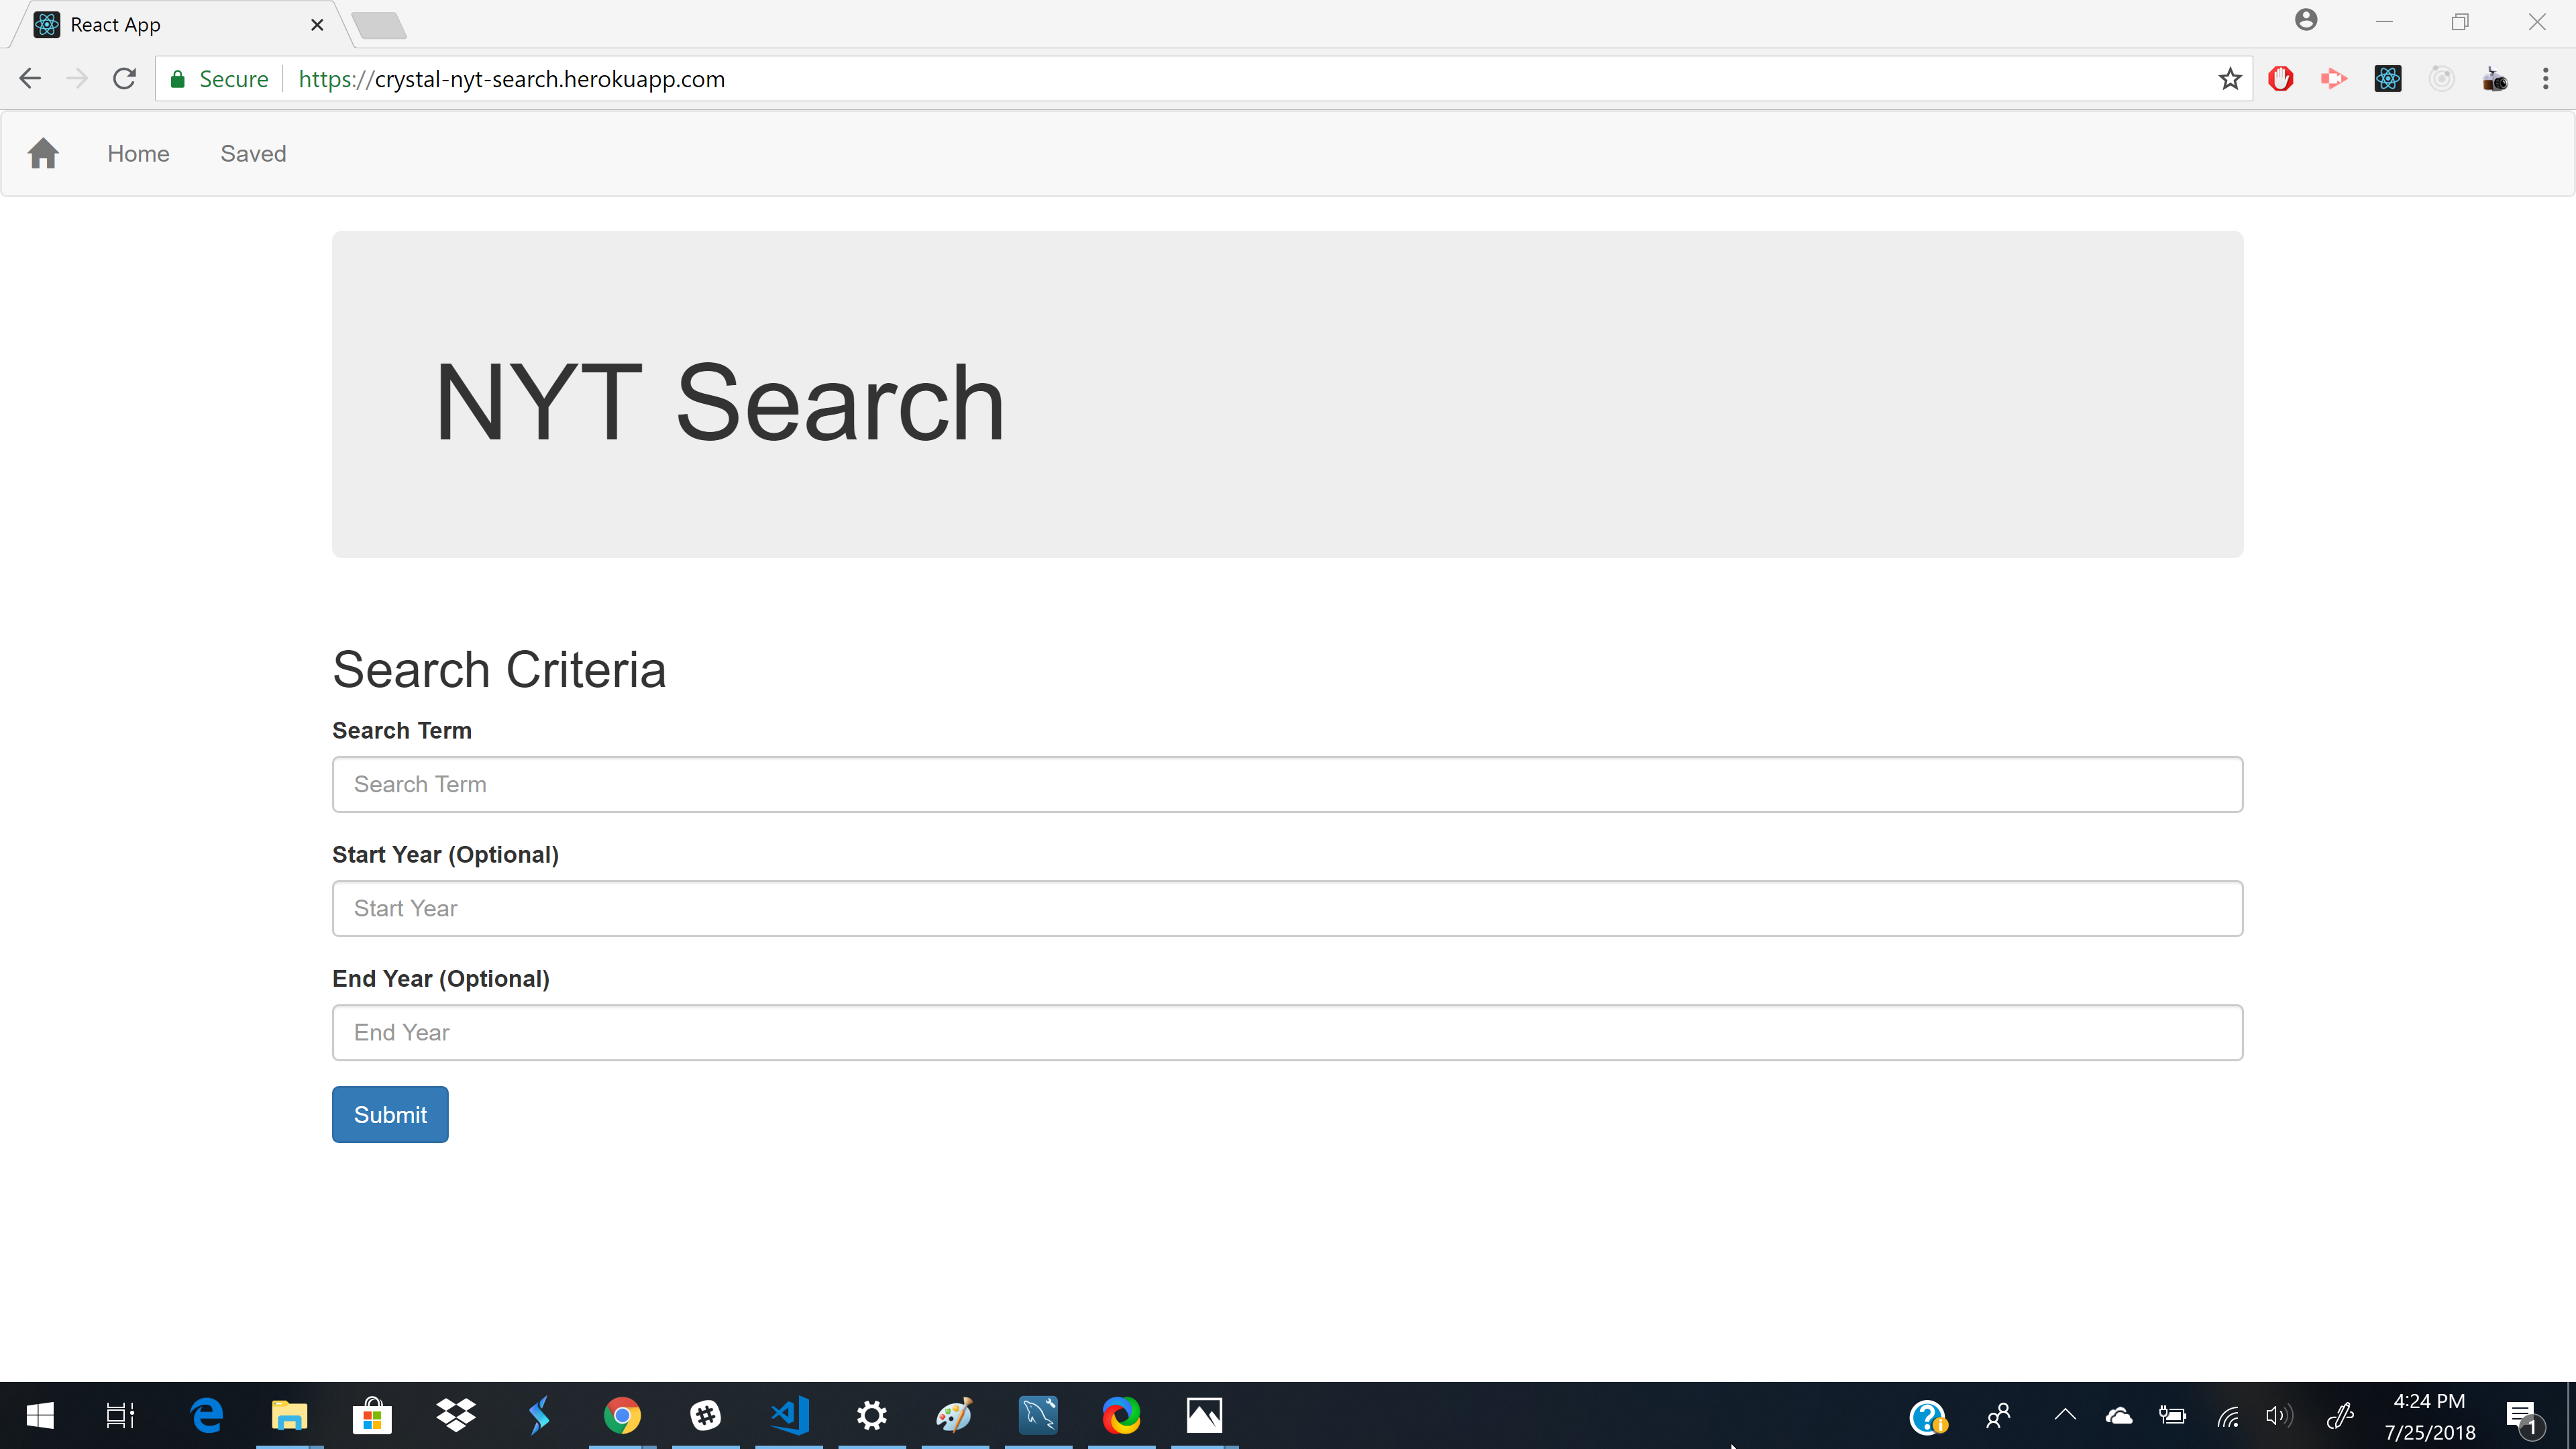 React App
Secure https://crystal-nyt-search.herokuapp.com
Home Saved
NYT Search
Search Criteria
Search Term
Search Term
Start Year (Optional)
Start Year
End Year (Optional)
End Year
Submit
4:24 PM
7/25/2018
1